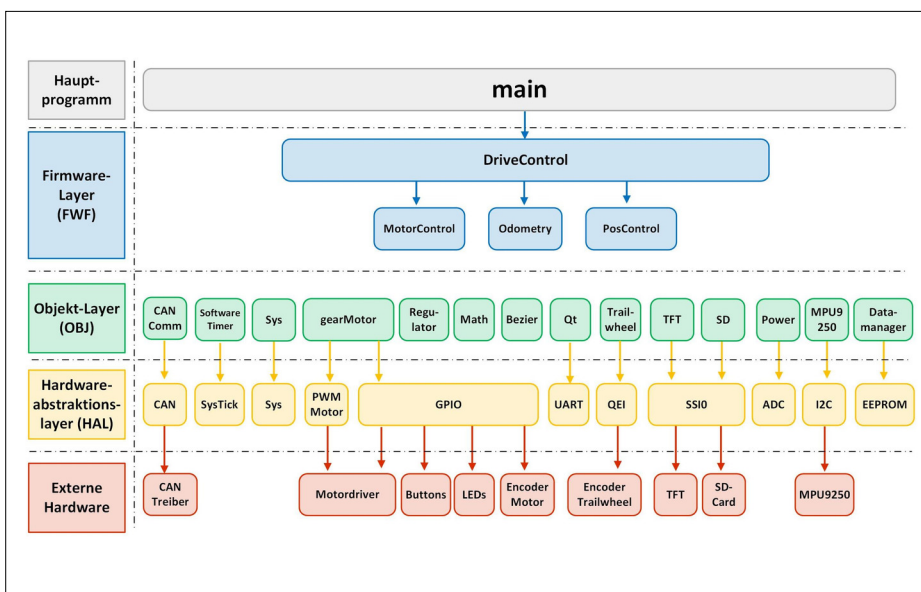 Haupt-
programm
main
Firmware-
Layer
(FWF)
DriveControl
MotorControl
Odometry
PosControl
Objekt-Layer
(OBJ)
CAN
Comm
Software
Timer
Sys
gearMotor
Regu-
lator
Math
Bezier
Qt
Trail-
wheel
TFT
SD
Power
MPU9
250
Data-
manager
Hardware-
abstraktions-
layer (HAL)
CAN
SysTick
Sys
PWM
Motor
GPIO
UART
QEI
SSI0
ADC
I2C
EEPROM
Externe
Hardware
CAN
Treiber
Motordriver
Buttons
LEDs
Encoder
Motor
Encoder
Trailwheel
TFT
SD-
Card
MPU9250